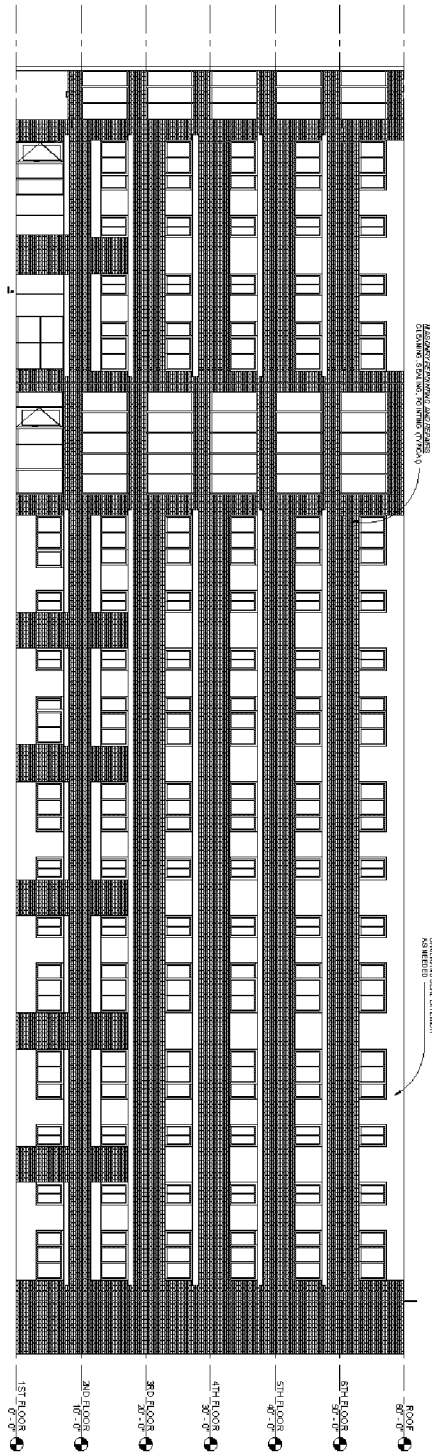 MASONRY REPOINTING AND REPAIRS
CLEANING, SEALING, POINTING (TYPICAL)
AS NEEDED
ROOF
60' - 0"
6TH FLOOR
50' - 0"
5TH FLOOR
40' - 0"
4TH FLOOR
30' - 0"
3RD FLOOR
20' - 0"
2ND FLOOR
10' - 0"
1ST FLOOR
0' - 0"